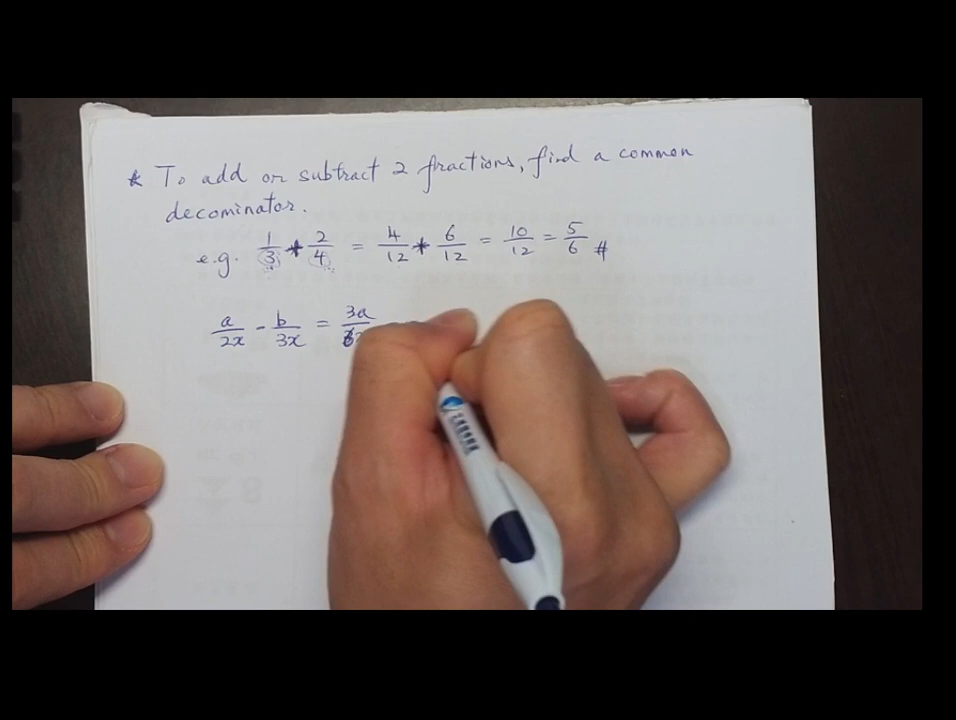 * To add or subtract 2 fractions, find a common
decominator.
e.g. 1/3 + 2/4 = 4/12 + 6/12 = 10/12 = 5/6 #
a/2x - b/3x = 3a/6x